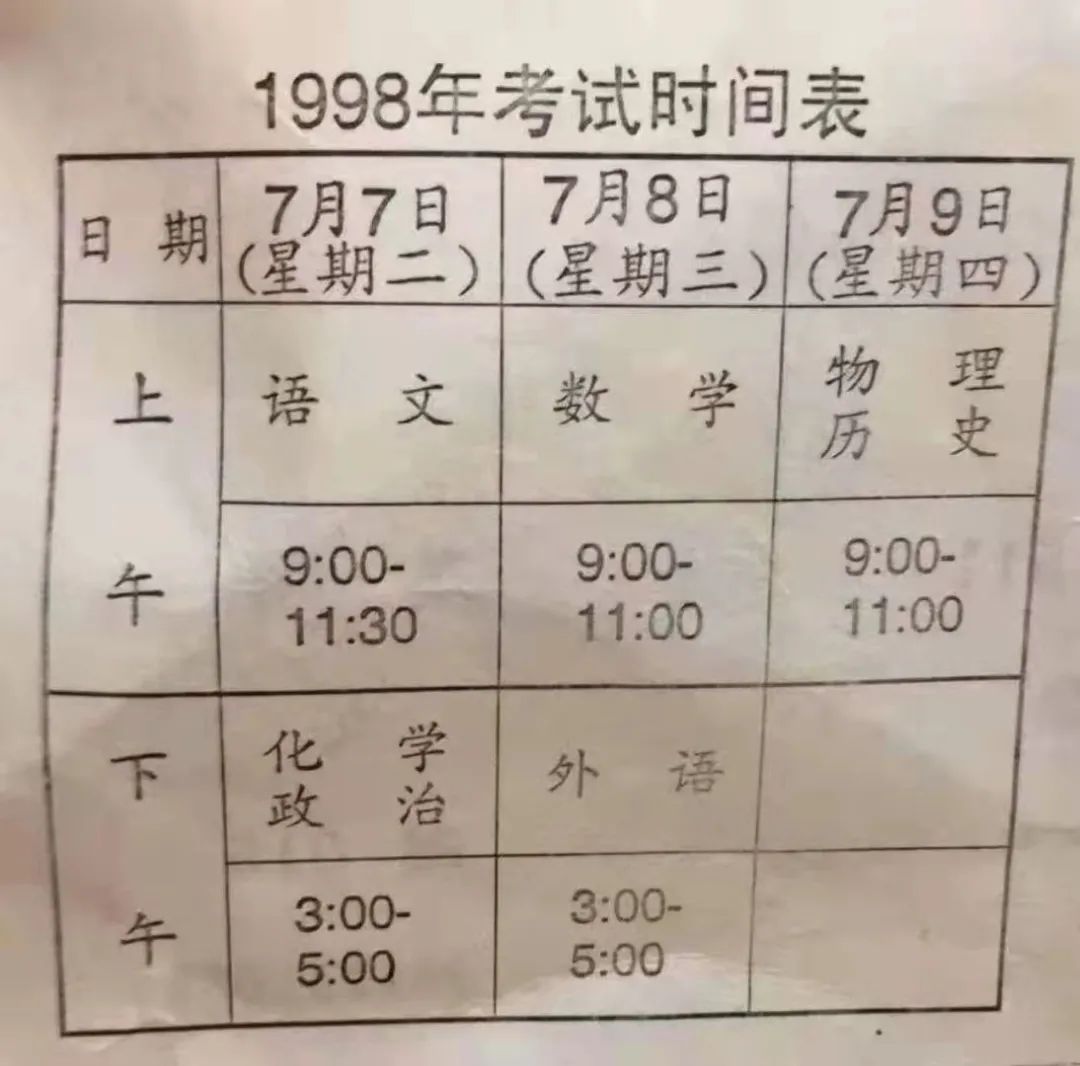 1998年考试时间表
日 期 7月7日 7月8日 7月9日
(星期二) (星期三) (星期四)
上 语 文 数 学 物 理
历 史
午 9:00- 9:00- 9:00-
11:30 11:00 11:00
下 化 学 外 语
政 治
午 3:00- 3:00-
5:00 5:00